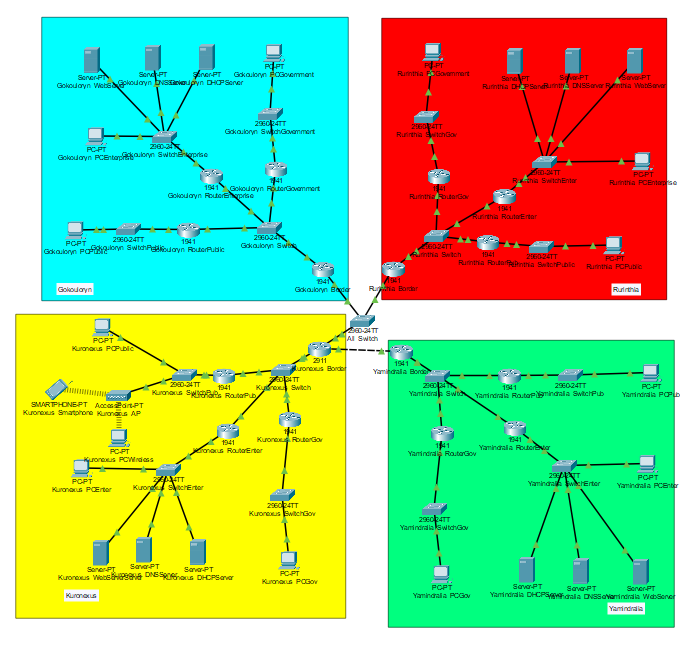 Server-PT
Gokouloryn WebServer
Server-PT
Gokouloryn DNSServer
Server-PT
Gokouloryn DHCPServer
PC-PT
Gokouloryn PCGovernment
2960-24TT
Gokouloryn SwitchGovernment
PC-PT
Gokouloryn PCEnterprise
2960-24TT
Gokouloryn SwitchEnterprise
1941
Gokouloryn RouterEnterprise
1941
Gokouloryn RouterGovernment
PC-PT
Gokouloryn PCPublic
2960-24TT
Gokouloryn SwitchPublic
1941
Gokouloryn RouterPublic
2960-24TT
Gokouloryn Switch
1941
Gokouloryn Border
Gokouloryn
PC-PT
Rurinthia PCGovernment
Server-PT
Rurinthia DHCPServer
Server-PT
Rurinthia DNSServer
Server-PT
Rurinthia WebServer
2960-24TT
Rurinthia SwitchGov
2960-24TT
Rurinthia SwitchEnter
PC-PT
Rurinthia PCEnterprise
1941
Rurinthia RouterGov
1941
Rurinthia RouterEnter
2960-24TT
Rurinthia Switch
1941
Rurinthia RouterPub
2960-24TT
Rurinthia SwitchPublic
PC-PT
Rurinthia PCPublic
1941
Rurinthia Border
Rurinthia
2960-24TT
All Switch
PC-PT
Kuronexus PCPublic
2911
Kuronexus Border
2960-24TT
Kuronexus SwitchPub
1941
Kuronexus RouterPub
2960-24TT
Kuronexus Switch
SMARTPHONE-PT
Kuronexus Smartphone
AccessPoint-PT
Kuronexus AP
PC-PT
Kuronexus PCWireless
1941
Kuronexus RouterEnter
1941
Kuronexus RouterGov
PC-PT
Kuronexus PCEnter
2960-24TT
Kuronexus SwitchEnter
2960-24TT
Kuronexus SwitchGov
Server-PT
Kuronexus WebServer
Server-PT
Kuronexus DNSServer
Server-PT
Kuronexus DHCPServer
PC-PT
Kuronexus PCGov
Kuronexus
1941
Yamindralia Border
2960-24TT
Yamindralia Switch
1941
Yamindralia RouterPub
2960-24TT
Yamindralia SwitchPub
PC-PT
Yamindralia PCPub
1941
Yamindralia RouterGov
1941
Yamindralia RouterEnter
2960-24TT
Yamindralia SwitchEnter
PC-PT
Yamindralia PCEnter
2960-24TT
Yamindralia SwitchGov
PC-PT
Yamindralia PCGov
Server-PT
Yamindralia DHCPServer
Server-PT
Yamindralia DNSServer
Server-PT
Yamindralia WebServer
Yamindralia